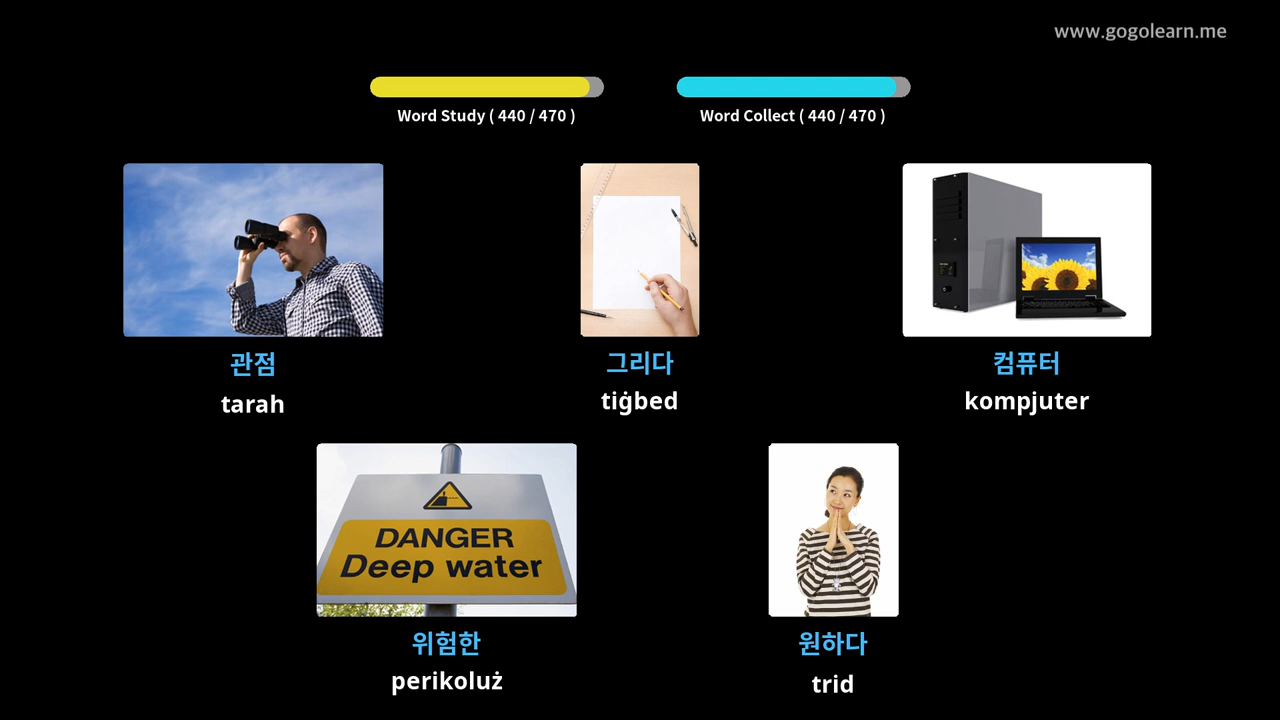 www.gogolearn.me
Word Study ( 440 / 470 )
Word Collect ( 440 / 470 )
관점
tarah
그리다
tiġbed
컴퓨터
kompjuter
DANGER
Deep water
위험한
perikoluż
원하다
trid